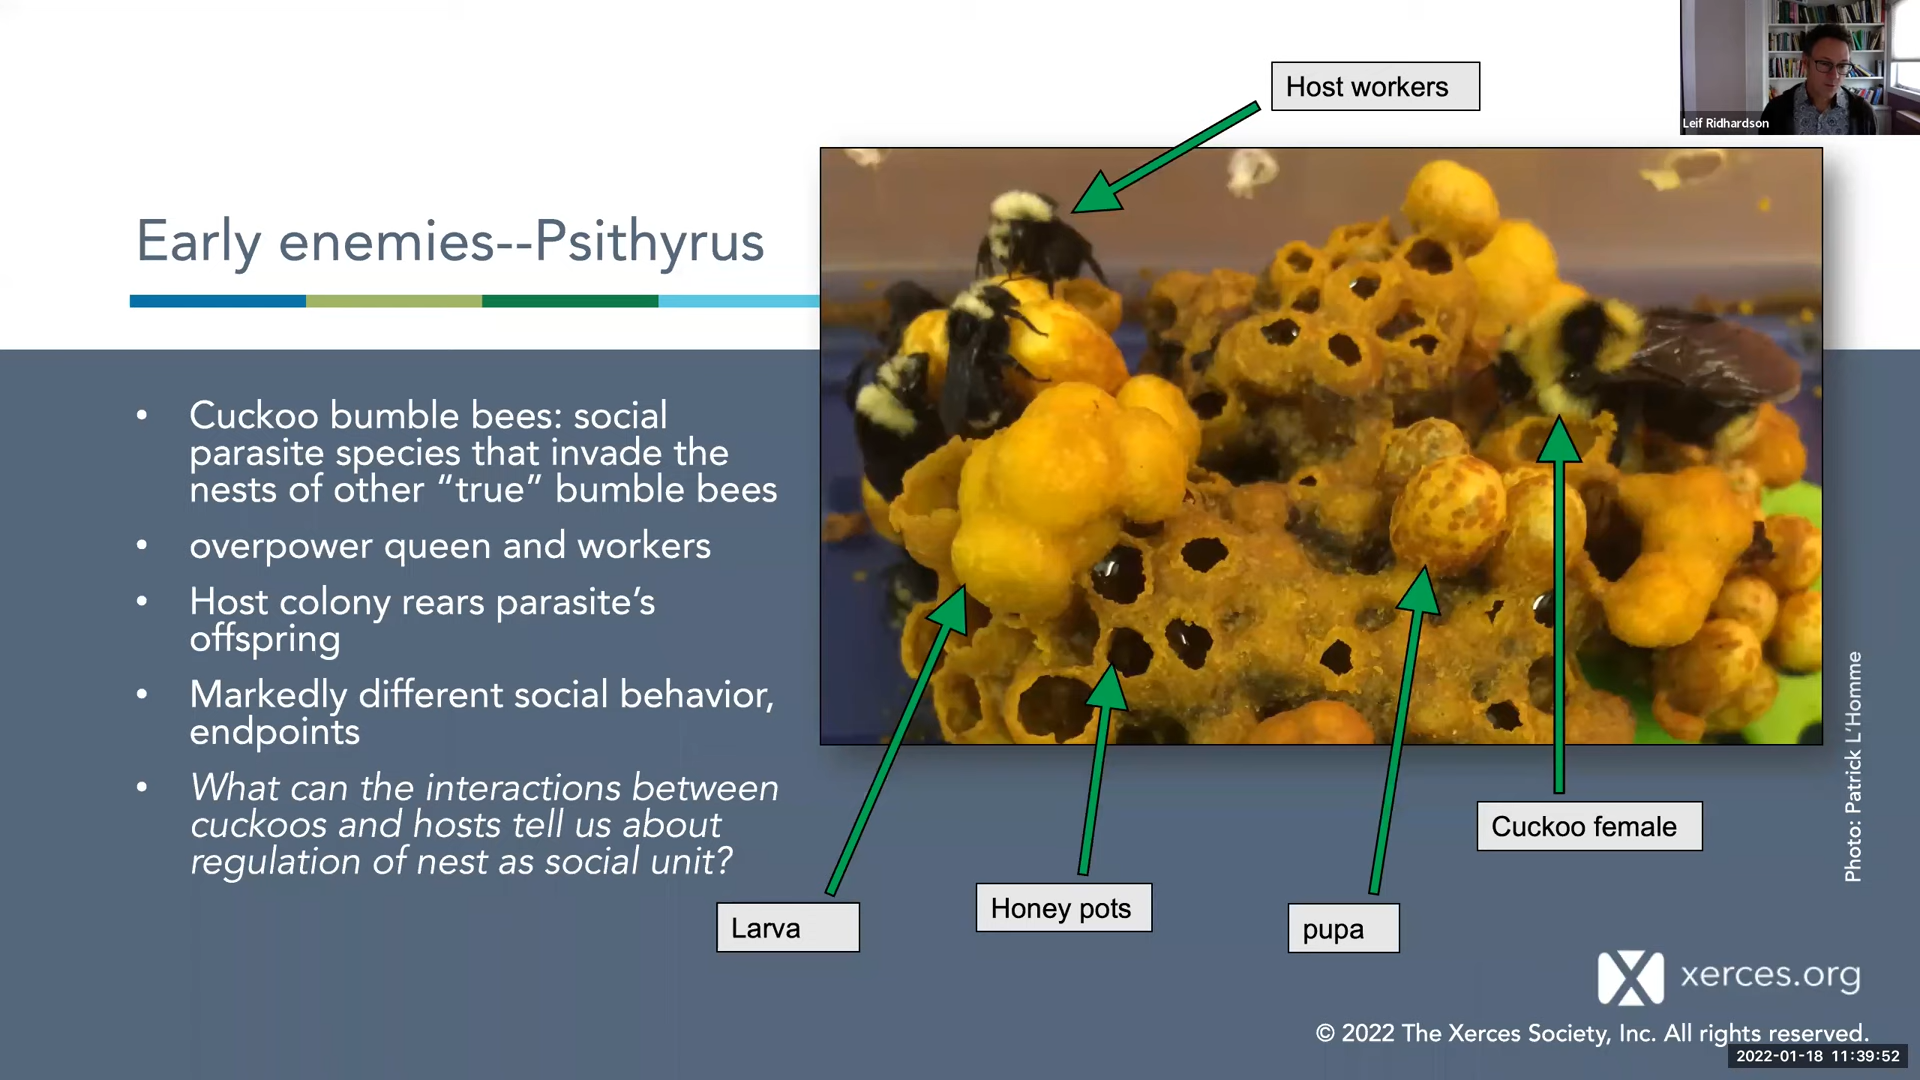 Host workers
Leif Ridhardson
Early enemies--Psithyrus
• Cuckoo bumble bees: social
parasite species that invade the
nests of other “true” bumble bees
• overpower queen and workers
• Host colony rears parasite’s
offspring
• Markedly different social behavior,
endpoints
• What can the interactions between
cuckoos and hosts tell us about
regulation of nest as social unit?
Larva
Honey pots
pupa
Cuckoo female
Photo: Patrick L’Homme
xerces.org
© 2022 The Xerces Society, Inc. All rights reserved.
2022-01-18 11:39:52